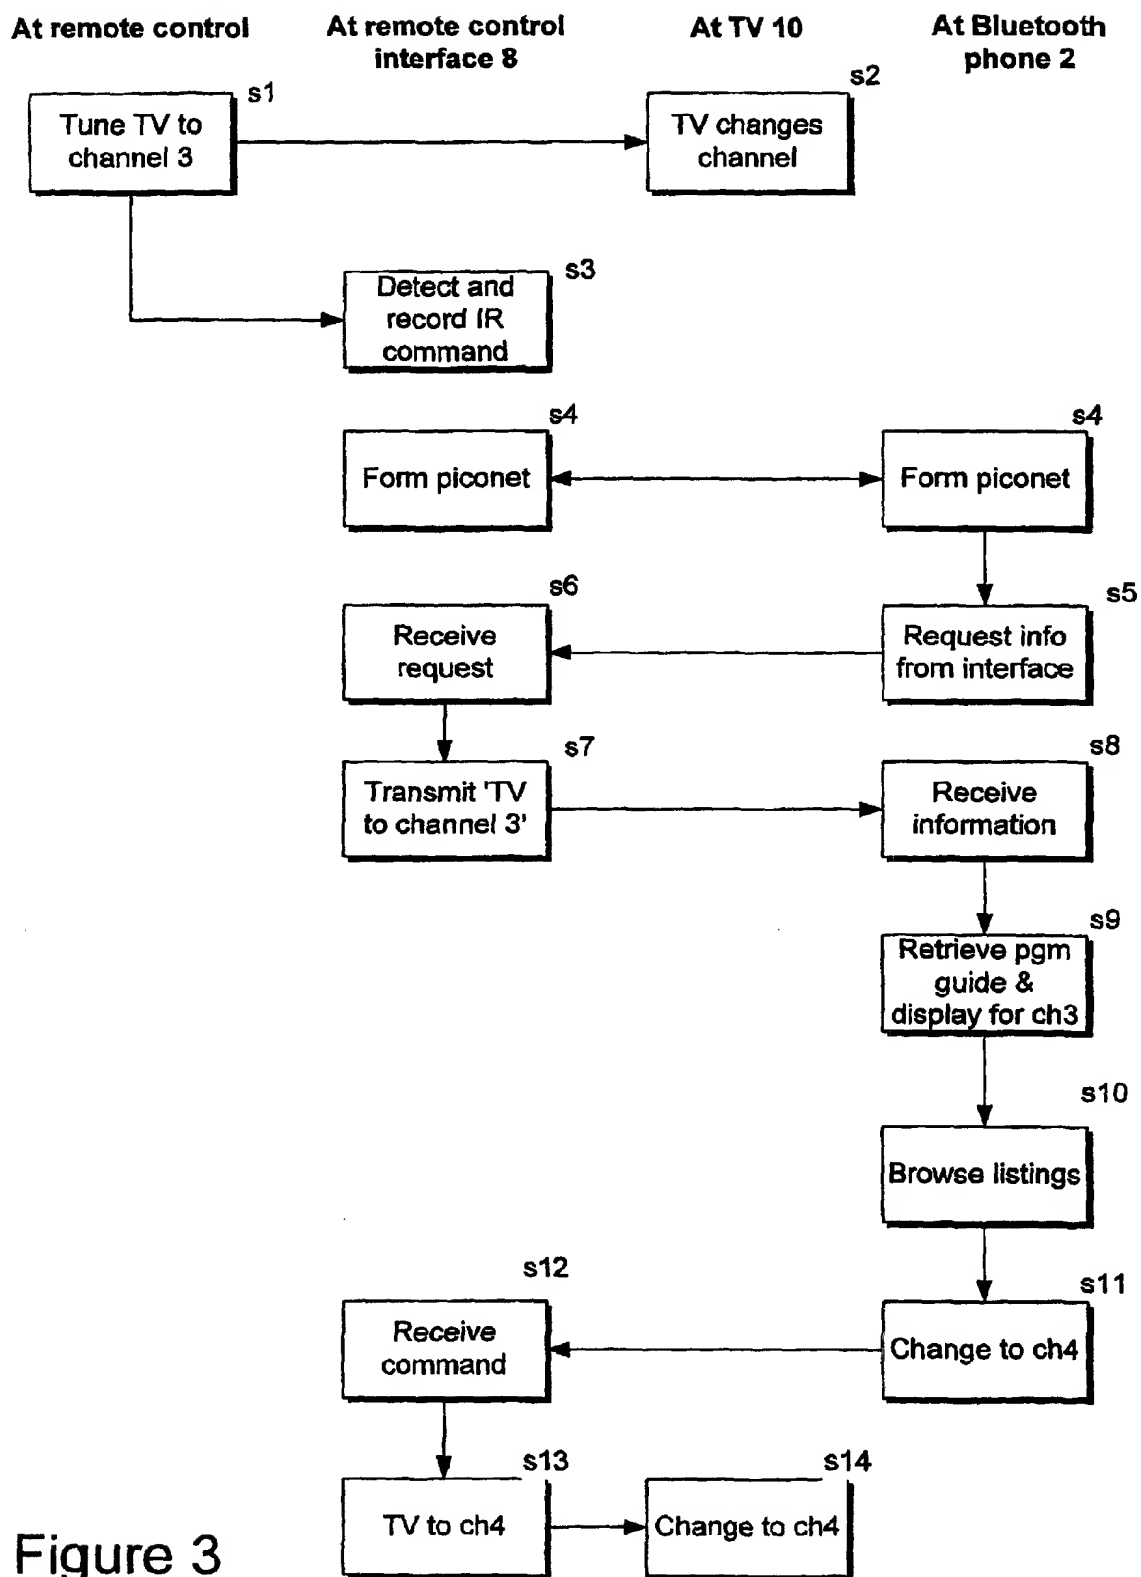 At remote control
At remote control
interface 8
At TV 10
At Bluetooth
phone 2
s1
Tune TV to
channel 3
s2
TV changes
channel
s3
Detect and
record IR
command
s4
Form piconet
s4
Form piconet
s5
Request info
from interface
s6
Receive
request
s7
Transmit 'TV
to channel 3'
s8
Receive
information
s9
Retrieve pgm
guide &
display for ch3
s10
Browse listings
s11
Change to ch4
s12
Receive
command
s13
TV to ch4
s14
Change to ch4
Figure 3